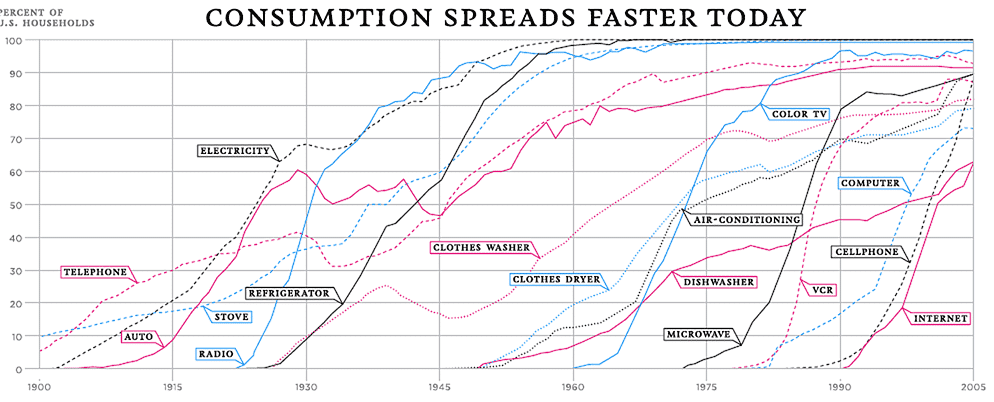 PERCENT OF
U.S. HOUSEHOLDS
CONSUMPTION SPREADS FASTER TODAY
100
90
80
70
60
50
40
30
20
10
0
ELECTRICITY
TELEPHONE
AUTO
STOVE
RADIO
REFRIGERATOR
CLOTHES WASHER
CLOTHES DRYER
COLOR TV
AIR-CONDITIONING
DISHWASHER
MICROWAVE
COMPUTER
CELLPHONE
VCR
INTERNET
1900 1915 1930 1945 1960 1975 1990 2005